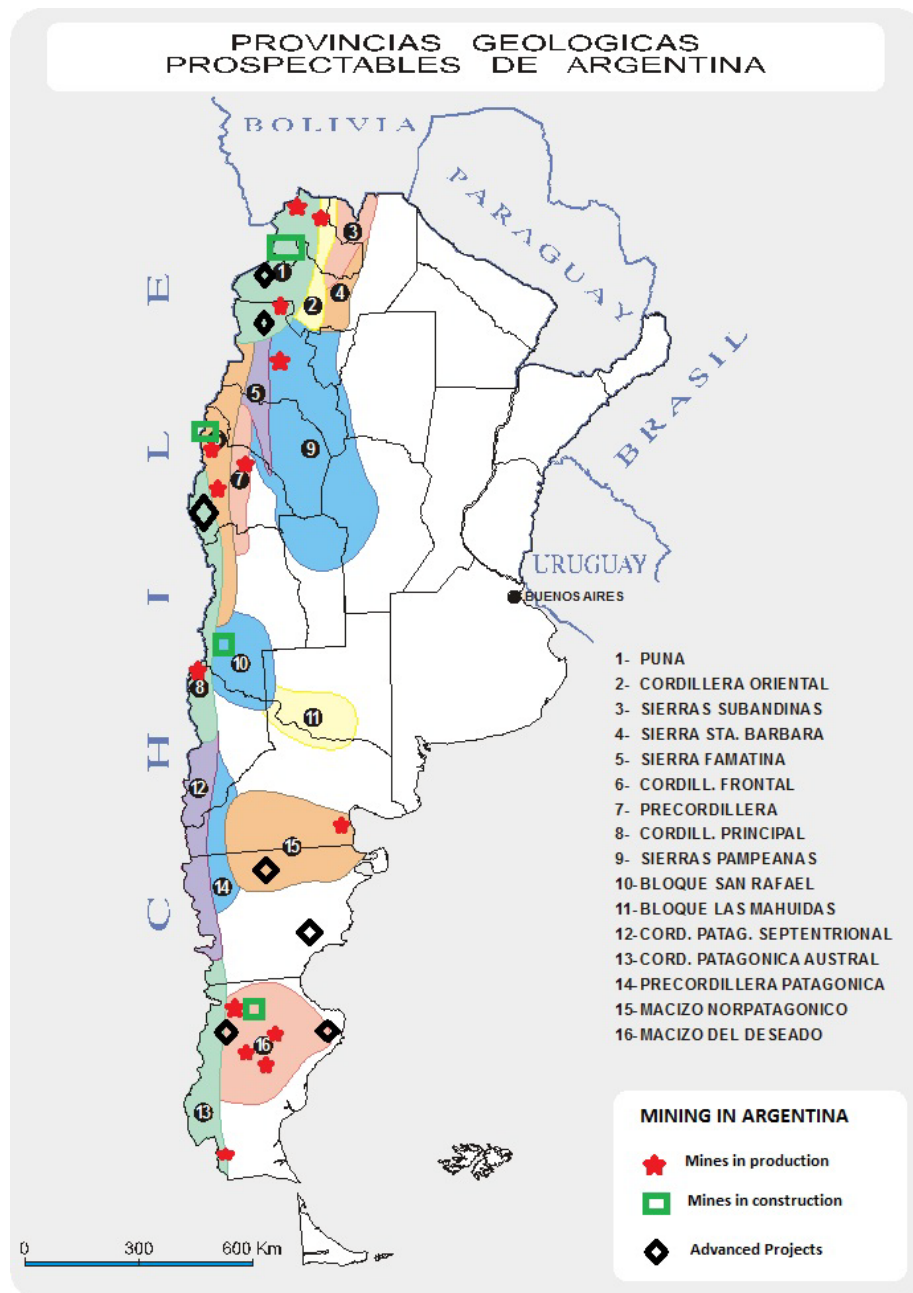 PROVINCIAS GEOLOGICAS
PROSPECTABLES DE ARGENTINA
BOLIVIA
PARAGUAY
BRASIL
URUGUAY
BUENOS AIRES
CHILE
3
1
2
4
5
9
7
10
8
11
12
15
14
16
13
1- PUNA
2- CORDILLERA ORIENTAL
3- SIERRAS SUBANDINAS
4- SIERRA STA. BARBARA
5- SIERRA FAMATINA
6- CORDILL. FRONTAL
7- PRECORDILLERA
8- CORDILL. PRINCIPAL
9- SIERRAS PAMPEANAS
10-BLOQUE SAN RAFAEL
11-BLOQUE LAS MAHUIDAS
12-CORD. PATAG. SEPTENTRIONAL
13-CORD. PATAGONICA AUSTRAL
14-PRECORDILLERA PATAGONICA
15-MACIZO NORPATAGONICO
16-MACIZO DEL DESEADO
MINING IN ARGENTINA
Mines in production
Mines in construction
Advanced Projects
0 300 600 Km